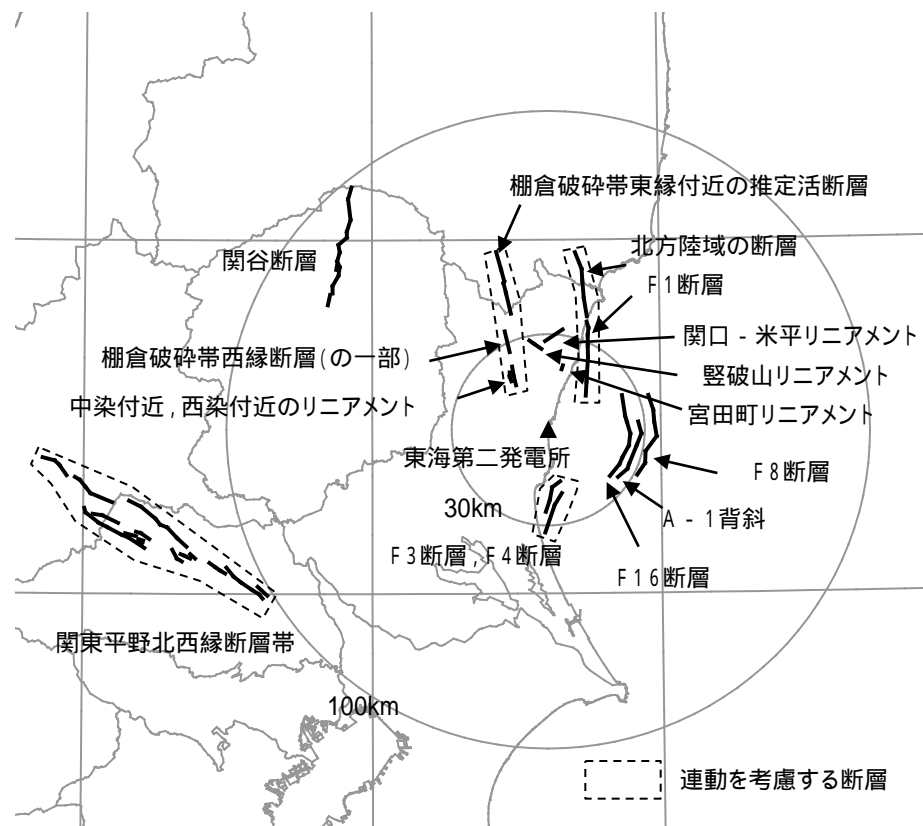 棚倉破砕帯東縁付近の推定活断層
北方陸域の断層
関谷断層
F1断層
関口 - 米平リニアメント
棚倉破砕帯西縁断層(の一部)
竪破山リニアメント
中染付近,西染付近のリニアメント
宮田町リニアメント
東海第二発電所
F8断層
30km
A - 1背斜
F3断層,F4断層
F16断層
関東平野北西縁断層帯
100km
連動を考慮する断層